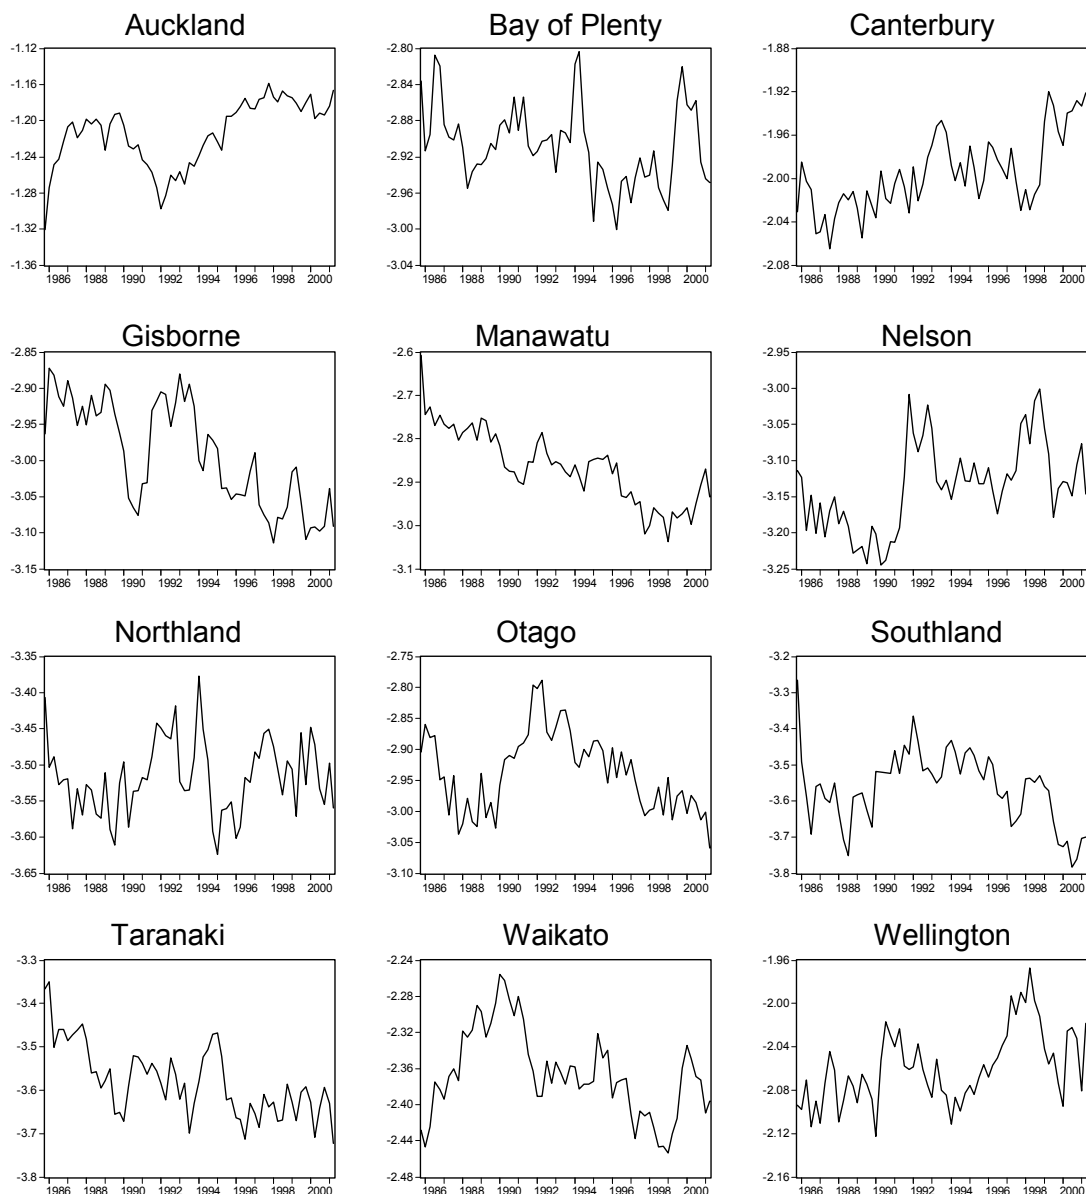 Auckland Bay of Plenty Canterbury
-1.12 -2.80 -1.88
-1.16 -2.84 -1.92
-1.20 -2.88 -1.96
-1.24 -2.92 -2.00
-1.28 -2.96 -2.04
-1.32 -3.00 -2.08
-1.36 -3.04
1986 1988 1990 1992 1994 1996 1998 2000 1986 1988 1990 1992 1994 1996 1998 2000 1986 1988 1990 1992 1994 1996 1998 2000
Gisborne Manawatu Nelson
-2.85 -2.6 -2.95
-2.90 -2.7 -3.00
-2.95 -2.8 -3.05
-3.00 -2.9 -3.10
-3.05 -3.0 -3.15
-3.10 -3.1 -3.20
-3.15 -3.25
1986 1988 1990 1992 1994 1996 1998 2000 1986 1988 1990 1992 1994 1996 1998 2000 1986 1988 1990 1992 1994 1996 1998 2000
Northland Otago Southland
-3.35 -2.75 -3.2
-3.40 -2.80 -3.3
-3.45 -2.85 -3.4
-3.50 -2.90 -3.5
-3.55 -2.95 -3.6
-3.60 -3.00 -3.7
-3.65 -3.05 -3.8
-3.10
1986 1988 1990 1992 1994 1996 1998 2000 1986 1988 1990 1992 1994 1996 1998 2000 1986 1988 1990 1992 1994 1996 1998 2000
Taranaki Waikato Wellington
-3.3 -2.24 -1.96
-3.4 -2.28 -2.00
-3.5 -2.32 -2.04
-3.6 -2.36 -2.08
-3.7 -2.40 -2.12
-3.8 -2.44 -2.16
-2.48
1986 1988 1990 1992 1994 1996 1998 2000 1986 1988 1990 1992 1994 1996 1998 2000 1986 1988 1990 1992 1994 1996 1998 2000